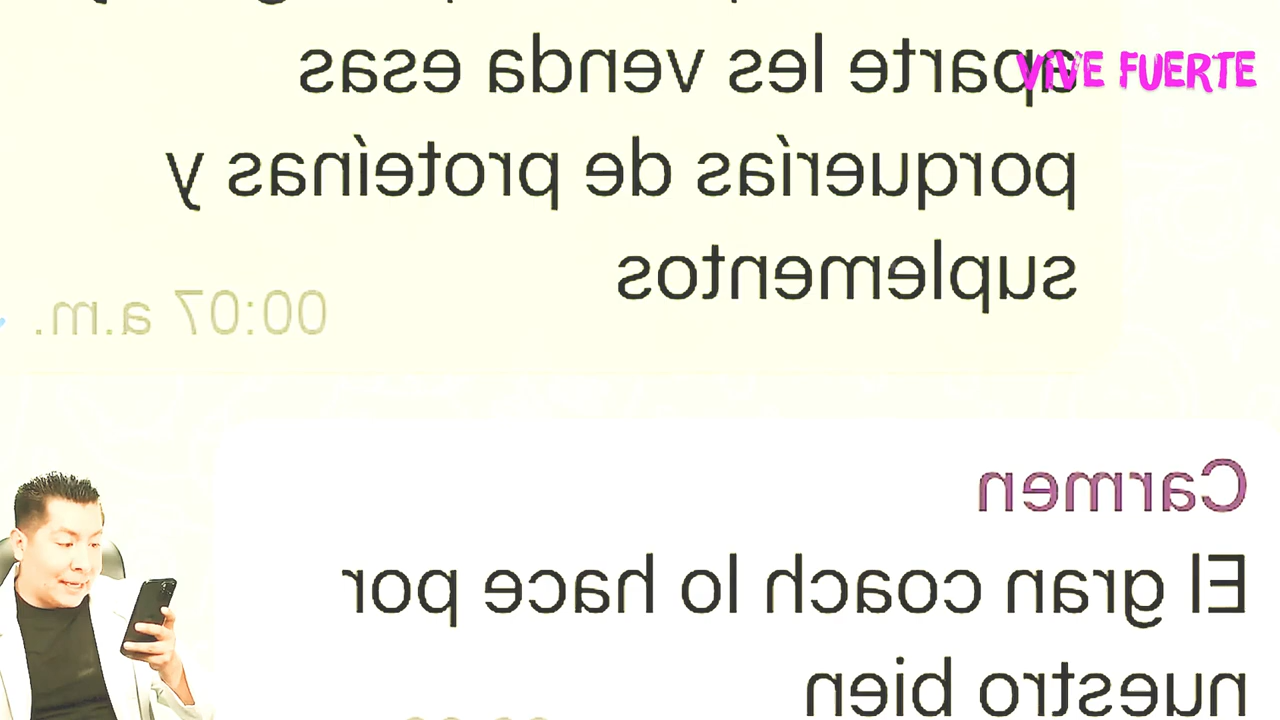 aparte les venda esas
VIVE FUERTE
porquerías de proteínas y
suplementos
00:07 a.m.
Carmen
El gran coach lo hace por
nuestro bien